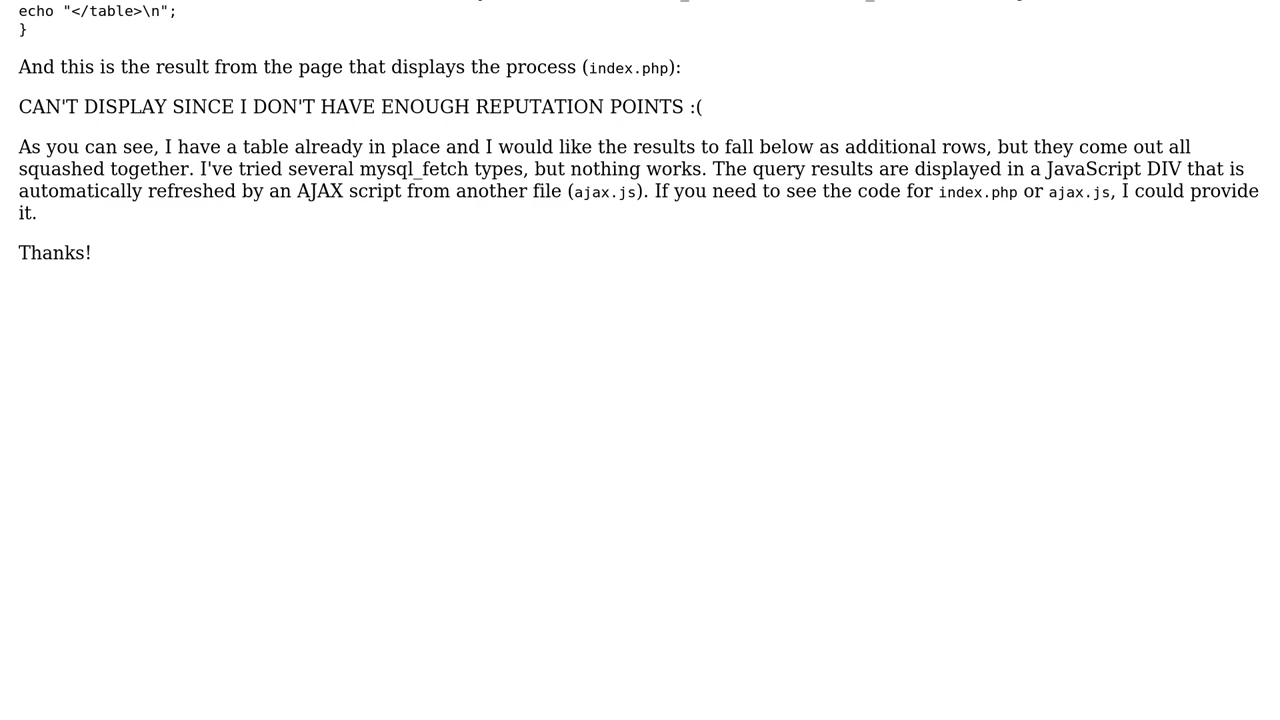 echo "</table>\n";
}
And this is the result from the page that displays the process (index.php):
CAN'T DISPLAY SINCE I DON'T HAVE ENOUGH REPUTATION POINTS :(
As you can see, I have a table already in place and I would like the results to fall below as additional rows, but they come out all
squashed together. I've tried several mysql_fetch types, but nothing works. The query results are displayed in a JavaScript DIV that is
automatically refreshed by an AJAX script from another file (ajax.js). If you need to see the code for index.php or ajax.js, I could provide
it.
Thanks!